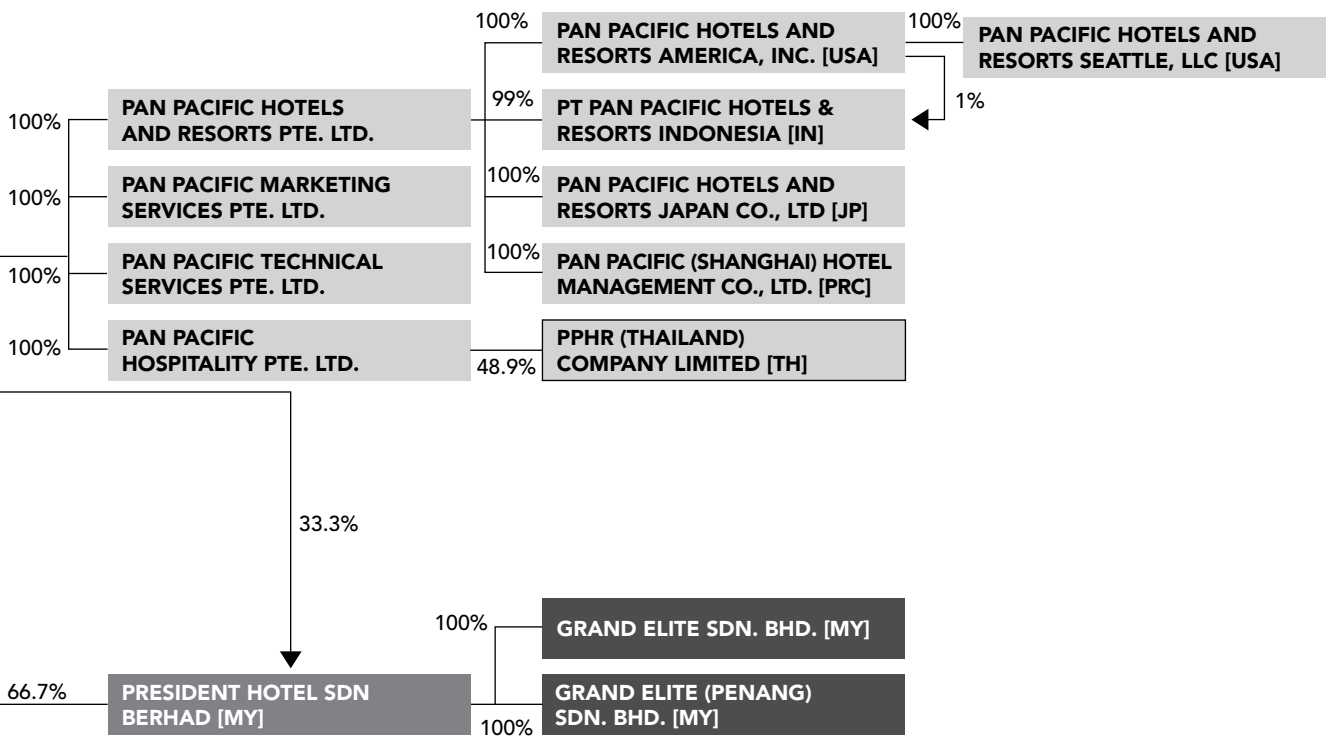 100%
PAN PACIFIC HOTELS AND
RESORTS AMERICA, INC. [USA]
100%
PAN PACIFIC HOTELS AND
RESORTS SEATTLE, LLC [USA]
1%
100%
PAN PACIFIC HOTELS
AND RESORTS PTE. LTD.
99%
PT PAN PACIFIC HOTELS &
RESORTS INDONESIA [IN]
100%
PAN PACIFIC MARKETING
SERVICES PTE. LTD.
100%
PAN PACIFIC HOTELS AND
RESORTS JAPAN CO., LTD [JP]
100%
PAN PACIFIC TECHNICAL
SERVICES PTE. LTD.
100%
PAN PACIFIC (SHANGHAI) HOTEL
MANAGEMENT CO., LTD. [PRC]
100%
PAN PACIFIC
HOSPITALITY PTE. LTD.
48.9%
PPHR (THAILAND)
COMPANY LIMITED [TH]
33.3%
100%
GRAND ELITE SDN. BHD. [MY]
66.7%
PRESIDENT HOTEL SDN
BERHAD [MY]
100%
GRAND ELITE (PENANG)
SDN. BHD. [MY]